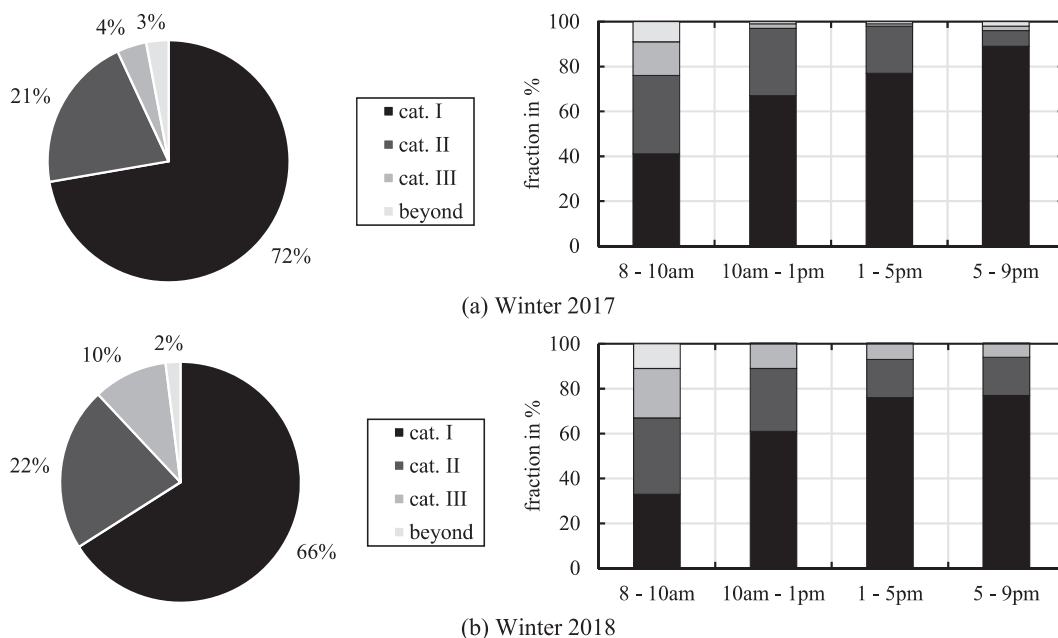 4% 3%
21%
72%
cat. I
cat. II
cat. III
beyond
fraction in %
100
80
60
40
20
0
8 - 10am 10am - 1pm 1 - 5pm 5 - 9pm
(a) Winter 2017
10% 2%
22%
66%
cat. I
cat. II
cat. III
beyond
fraction in %
100
80
60
40
20
0
8 - 10am 10am - 1pm 1 - 5pm 5 - 9pm
(b) Winter 2018